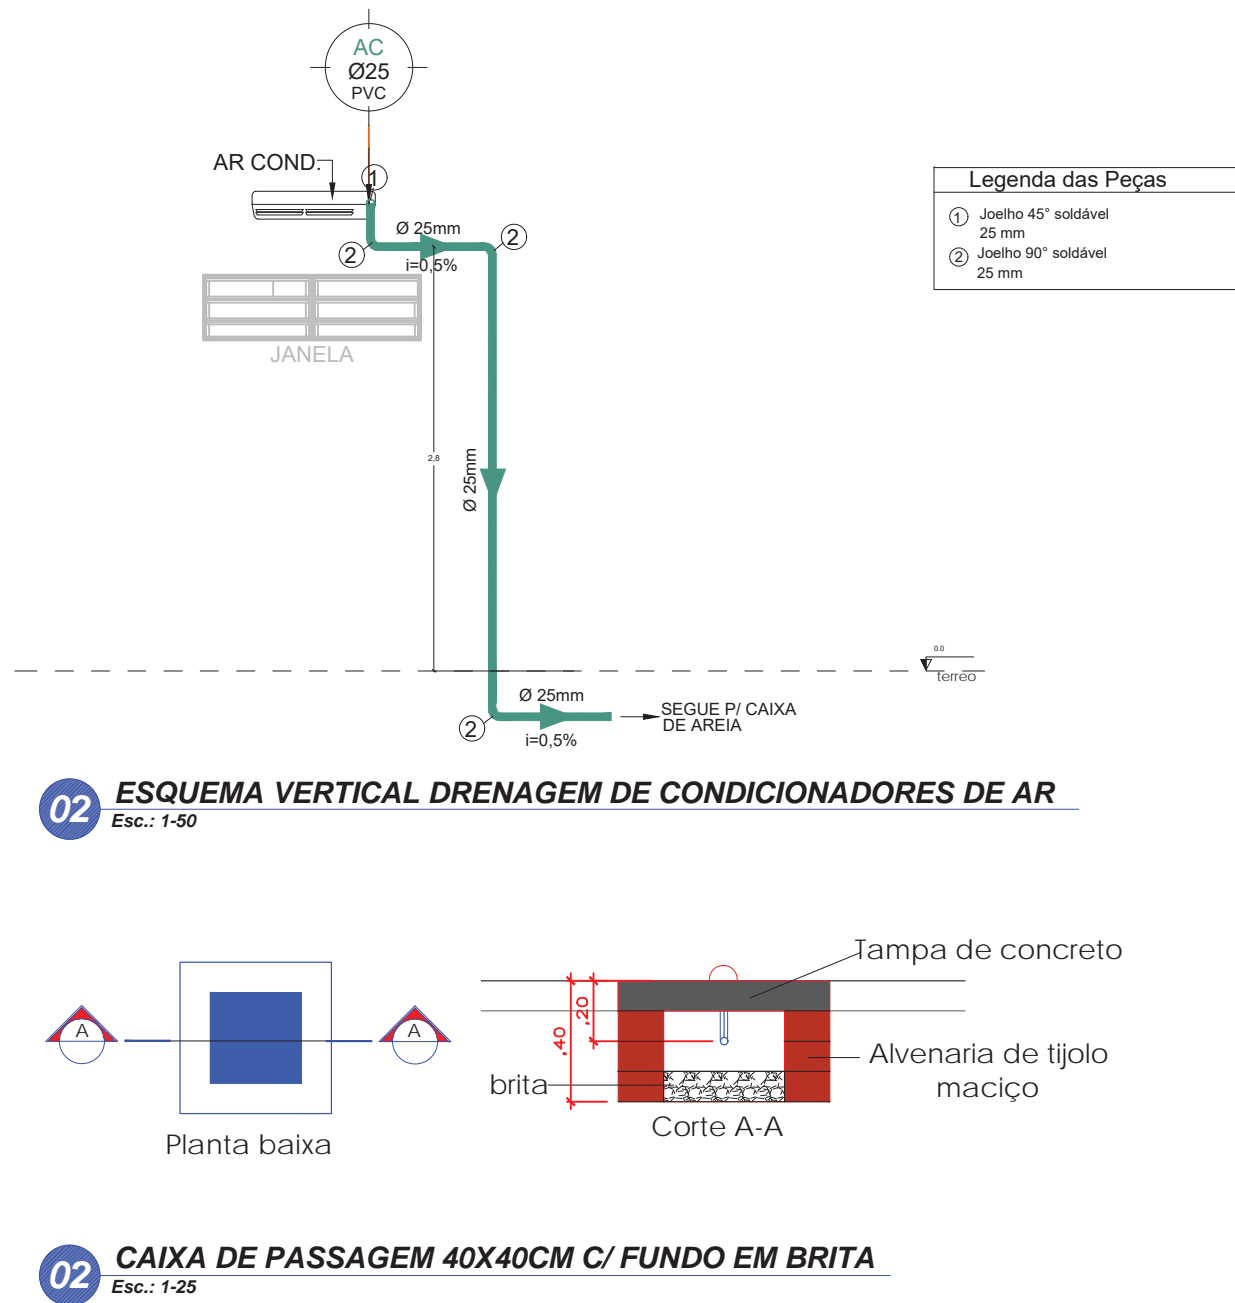 AC
Ø25
PVC
AR COND.
1
Ø 25mm
2
2
i=0,5%
JANELA
Legenda das Peças
1 Joelho 45° soldável
25 mm
2 Joelho 90° soldável
25 mm
2,8
Ø 25mm
0.0
terreo
Ø 25mm
2
i=0,5%
SEGUE P/ CAIXA
DE AREIA
02 ESQUEMA VERTICAL DRENAGEM DE CONDICIONADORES DE AR
Esc.: 1-50
A
A
Planta baixa
Tampa de concreto
,20
,40
Alvenaria de tijolo
maciço
brita
Corte A-A
02 CAIXA DE PASSAGEM 40X40CM C/ FUNDO EM BRITA
Esc.: 1-25